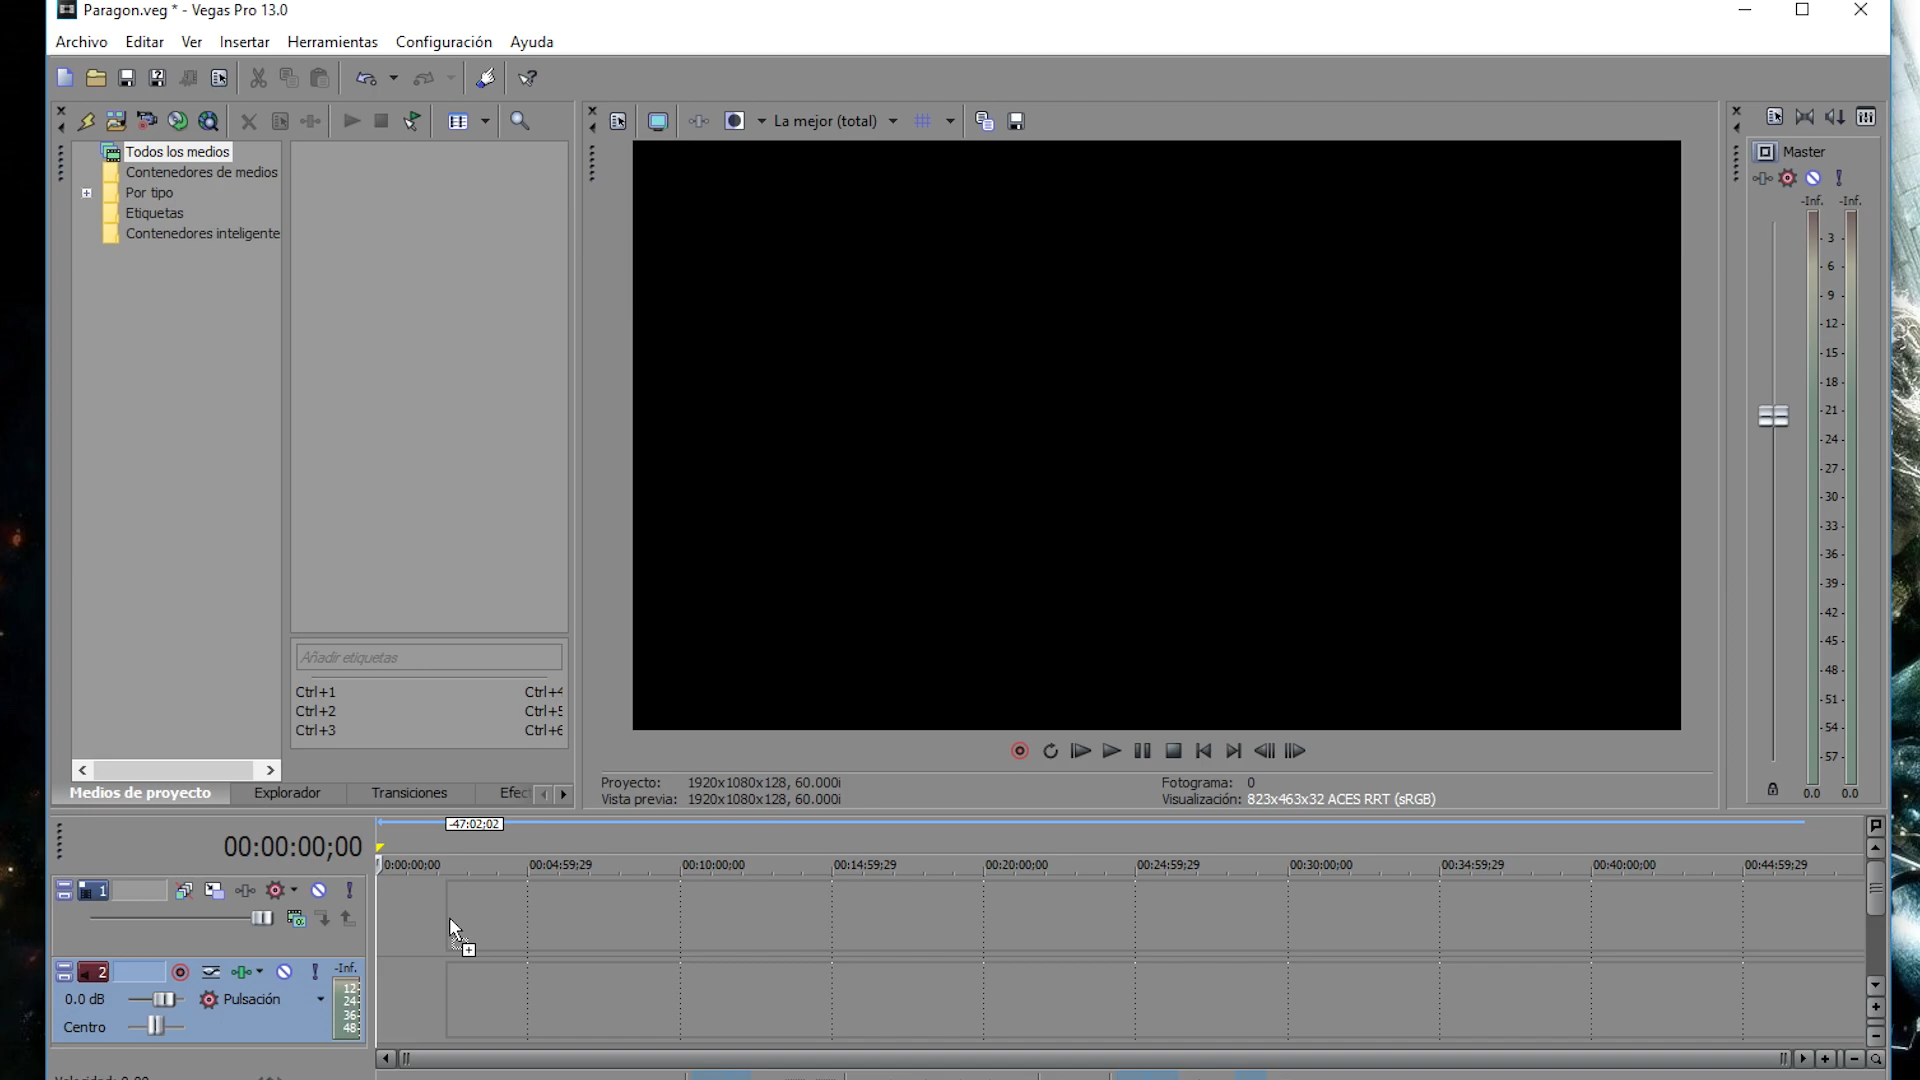 Paragon.veg * - Vegas Pro 13.0
Archivo Editar Ver Insertar Herramientas Configuración Ayuda
La mejor (total)
Todos los medios
Contenedores de medios
Por tipo
Etiquetas
Contenedores inteligente
Añadir etiquetas
Ctrl+1 Ctrl+4
Ctrl+2 Ctrl+5
Ctrl+3 Ctrl+6
Medios de proyecto Explorador Transiciones Efec
Proyecto: 1920x1080x128, 60.000i Fotograma: 0
Vista previa: 1920x1080x128, 60.000i Visualización: 823x463x32 ACES RRT (sRGB)
Master
-Inf. -Inf.
3
6
9
12
15
18
21
24
27
30
33
36
39
42
45
48
51
54
57
0.0 0.0
-47:02;02
00:00:00;00
0:00:00;00 00:04:59;29 00:10:00;00 00:14:59;29 00:20:00;00 00:24:59;29 00:30:00;00 00:34:59;29 00:40:00;00 00:44:59;29
1
2 -Inf.
0.0 dB Pulsación
Centro
12
24
36
48